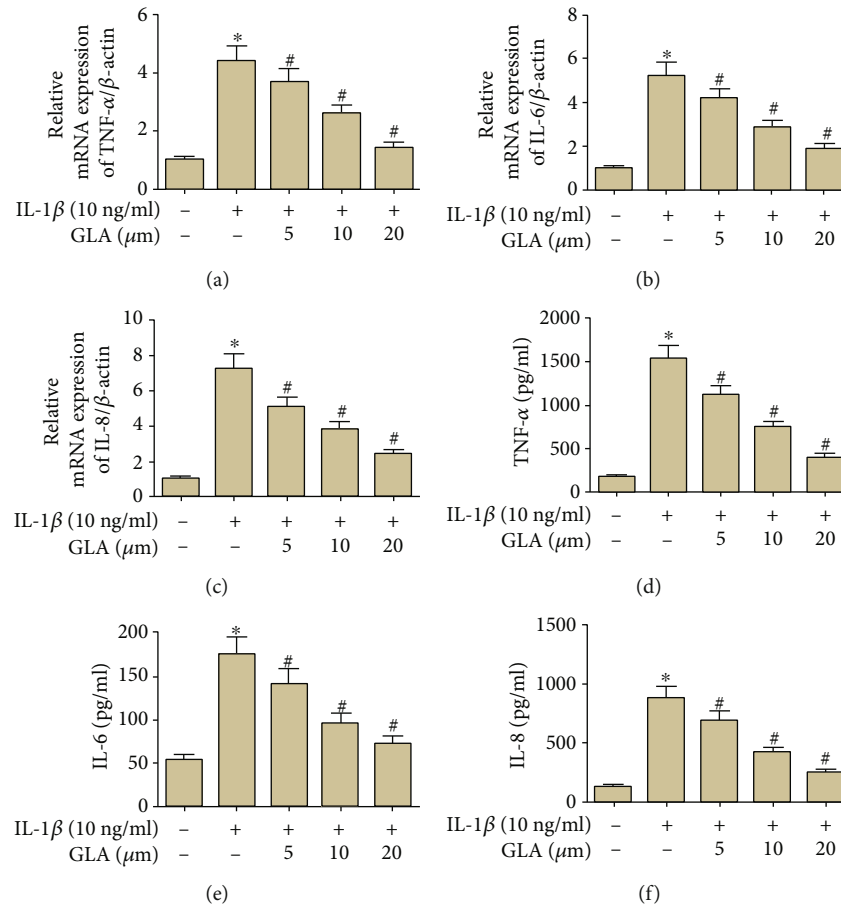 Relative
mRNA expression
of TNF-α/β-actin
6
4
2
0
*
#
#
#
IL-1β (10 ng/ml) – + + + +
GLA (μm) – – 5 10 20
(a)
Relative
mRNA expression
of IL-6/β-actin
8
6
4
2
0
*
#
#
#
IL-1β (10 ng/ml) – + + + +
GLA (μm) – – 5 10 20
(b)
Relative
mRNA expression
of IL-8/β-actin
10
8
6
4
2
0
*
#
#
#
IL-1β (10 ng/ml) – + + + +
GLA (μm) – – 5 10 20
(c)
TNF-α (pg/ml)
2000
1500
1000
500
0
*
#
#
#
IL-1β (10 ng/ml) – + + + +
GLA (μm) – – 5 10 20
(d)
IL-6 (pg/ml)
200
150
100
50
0
*
#
#
#
IL-1β (10 ng/ml) – + + + +
GLA (μm) – – 5 10 20
(e)
IL-8 (pg/ml)
1500
1000
500
0
*
#
#
#
IL-1β (10 ng/ml) – + + + +
GLA (μm) – – 5 10 20
(f)